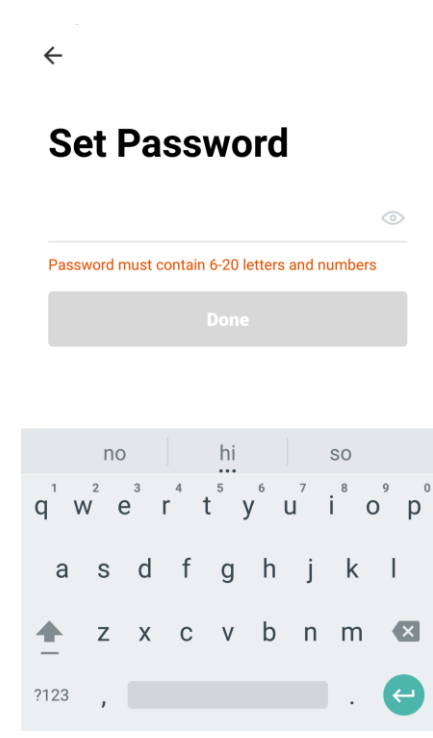 Set Password
Password must contain 6-20 letters and numbers
Done
no hi so
1 2 3 4 5 6 7 8 9 0
q w e r t y u i o p
a s d f g h j k l
z x c v b n m
?123 , .